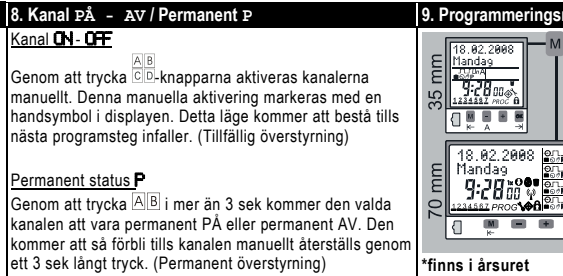 8. Kanal PÅ - AV / Permanent P
Kanal ON - OFF
A B
Genom att trycka C D-knapparna aktiveras kanalerna
manuellt. Denna manuella aktivering markeras med en
handsymbol i displayen. Detta läge kommer att bestå tills
nästa programsteg infaller. (Tillfällig överstyrning)
Permanent status P
Genom att trycka A B i mer än 3 sek kommer den valda
kanalen att vara permanent PÅ eller permanent AV. Den
kommer att så förbli tills kanalen manuellt återställs genom
ett 3 sek långt tryck. (Permanent överstyrning)
9. Programmerings
M
35 mm
18.02.2008
Mandag
9:28 00
1234567 PROG
M - +
A
70 mm
18.02.2008
Mandag
9:28 00
1234567 PROG
M - +
*finns i årsuret